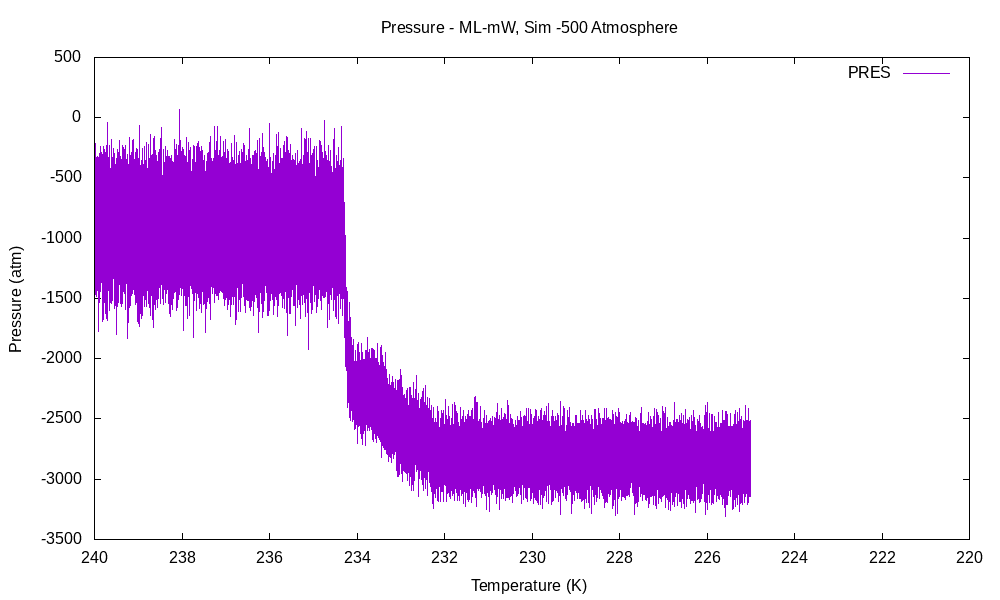 Pressure - ML-mW, Sim -500 Atmosphere
PRES
500
0
-500
-1000
-1500
-2000
-2500
-3000
-3500
Pressure (atm)
240 238 236 234 232 230 228 226 224 222 220
Temperature (K)